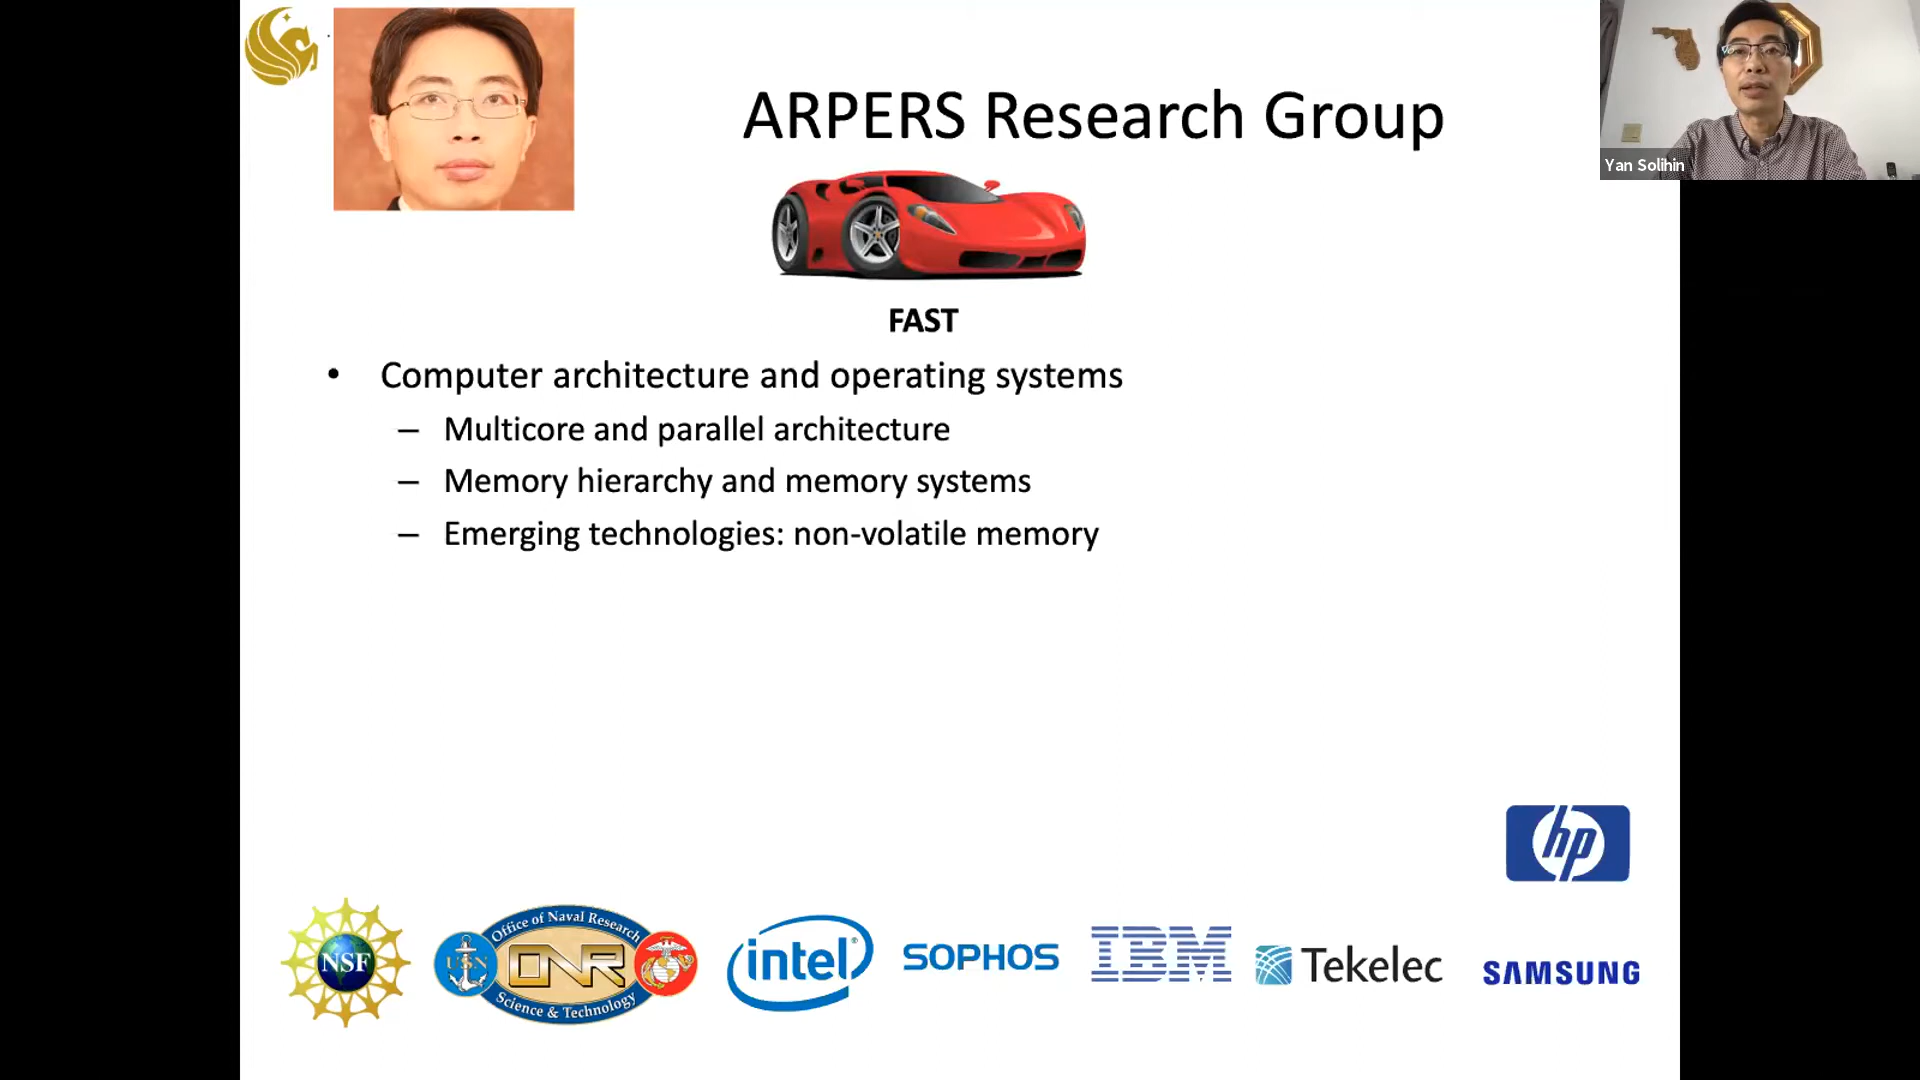 ARPERS Research Group
Yan Solihin
FAST
• Computer architecture and operating systems
– Multicore and parallel architecture
– Memory hierarchy and memory systems
– Emerging technologies: non-volatile memory
hp
NSF
Office of Naval Research
USN
ONR
Science & Technology
intel®
SOPHOS
IBM
Tekelec
SAMSUNG